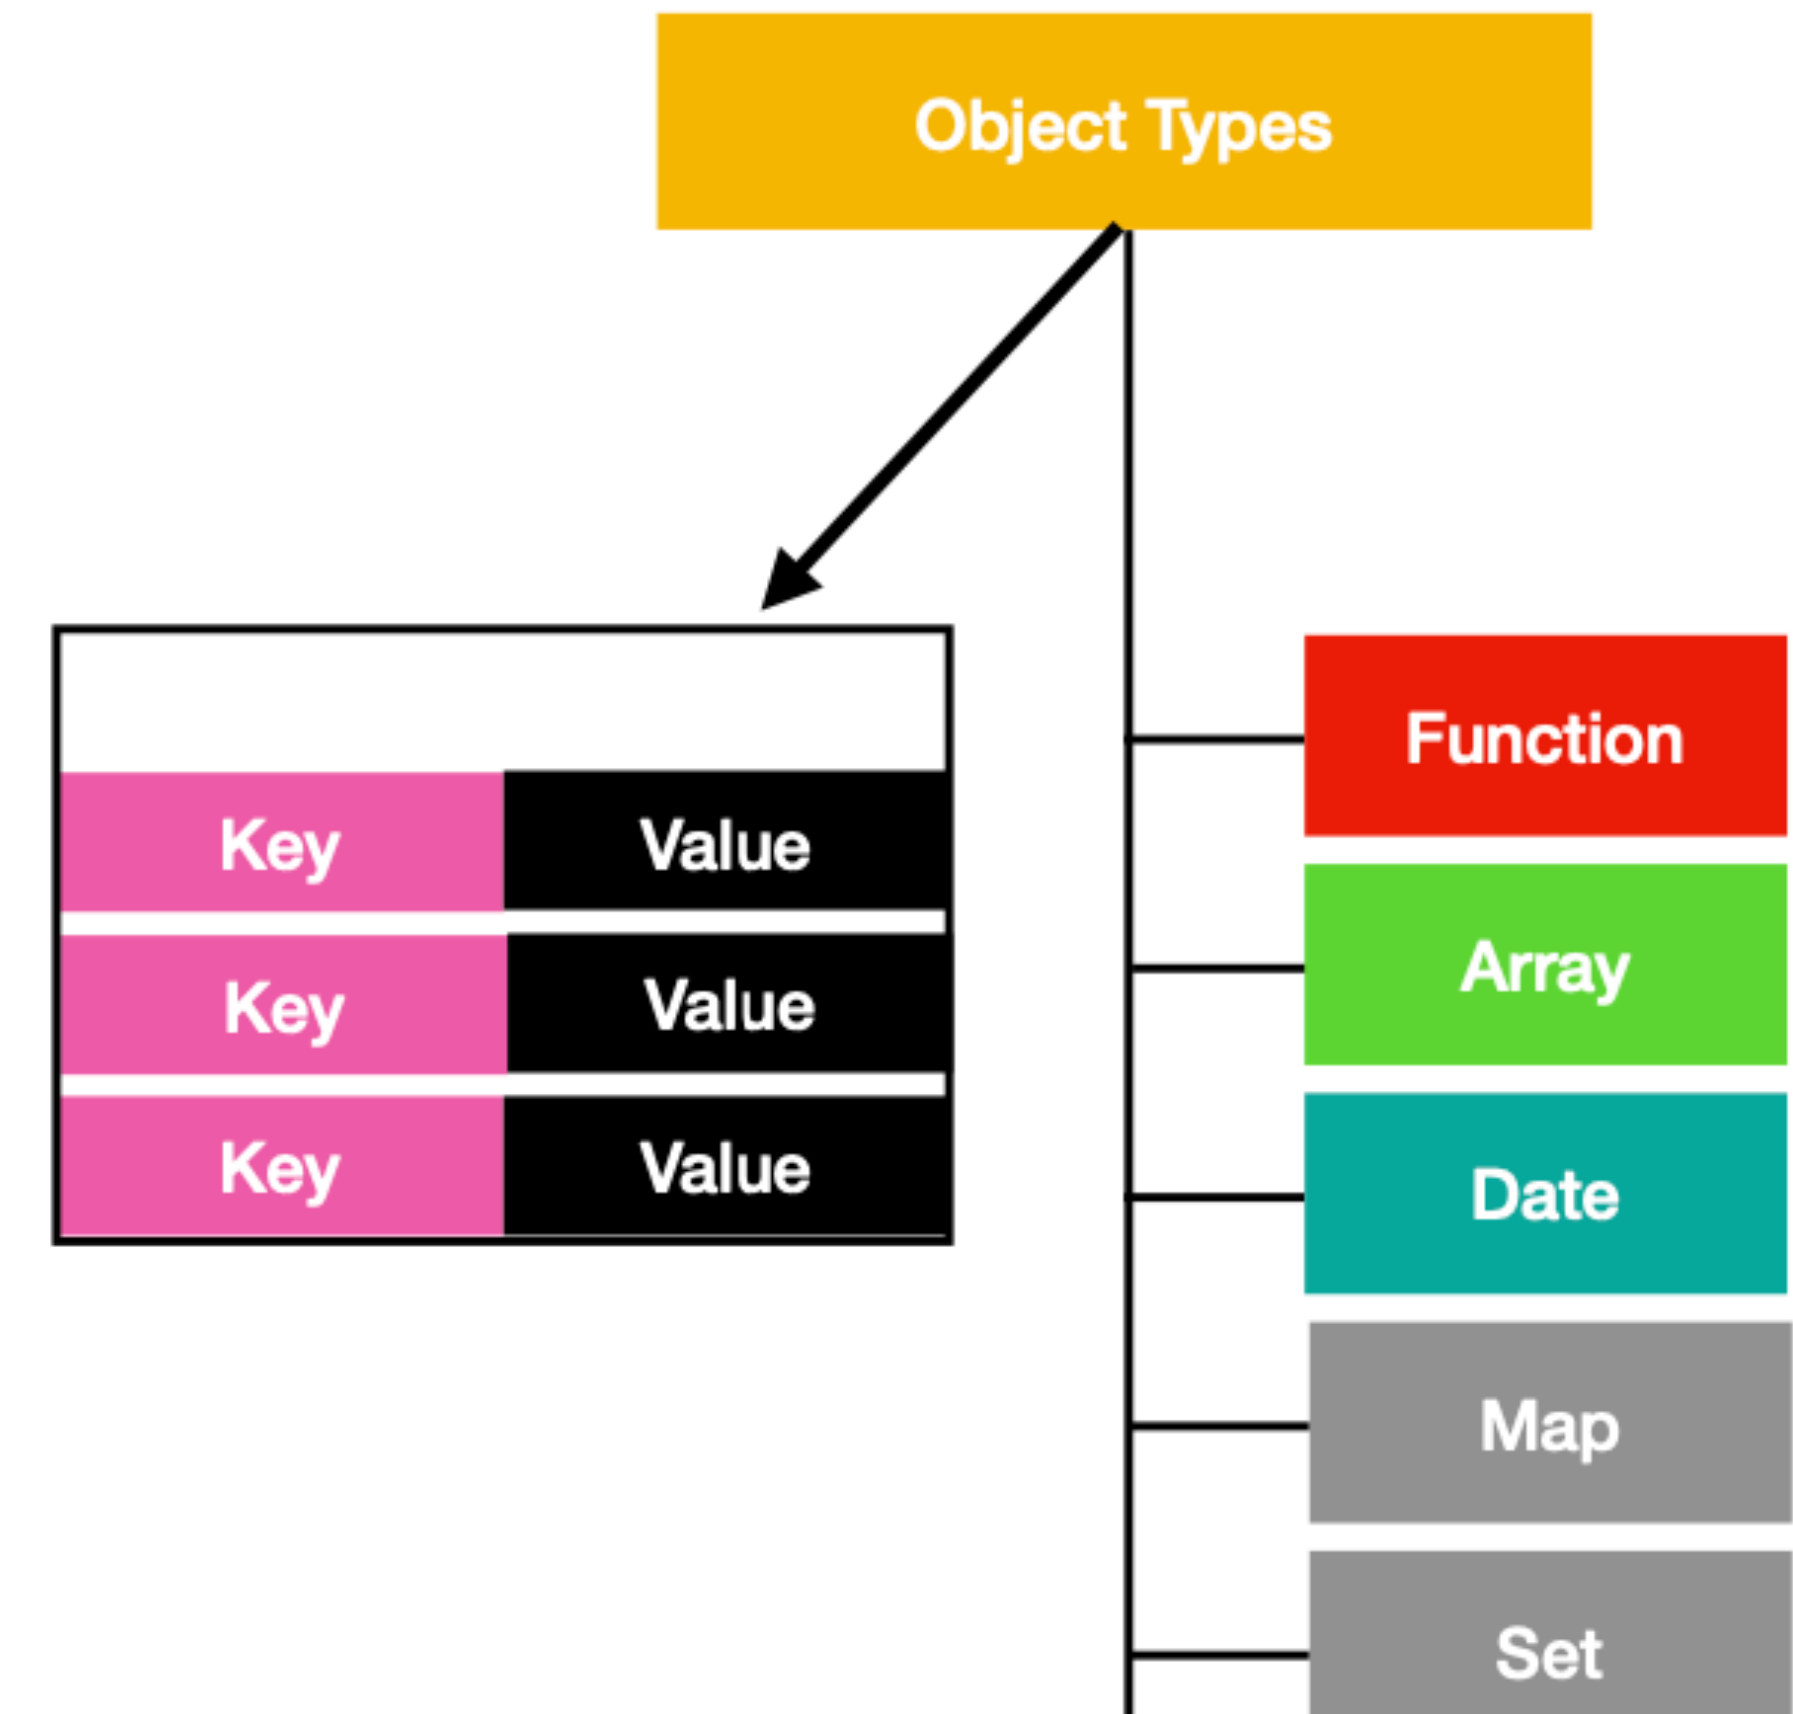 Object Types
Key Value
Key Value
Key Value
Function
Array
Date
Map
Set